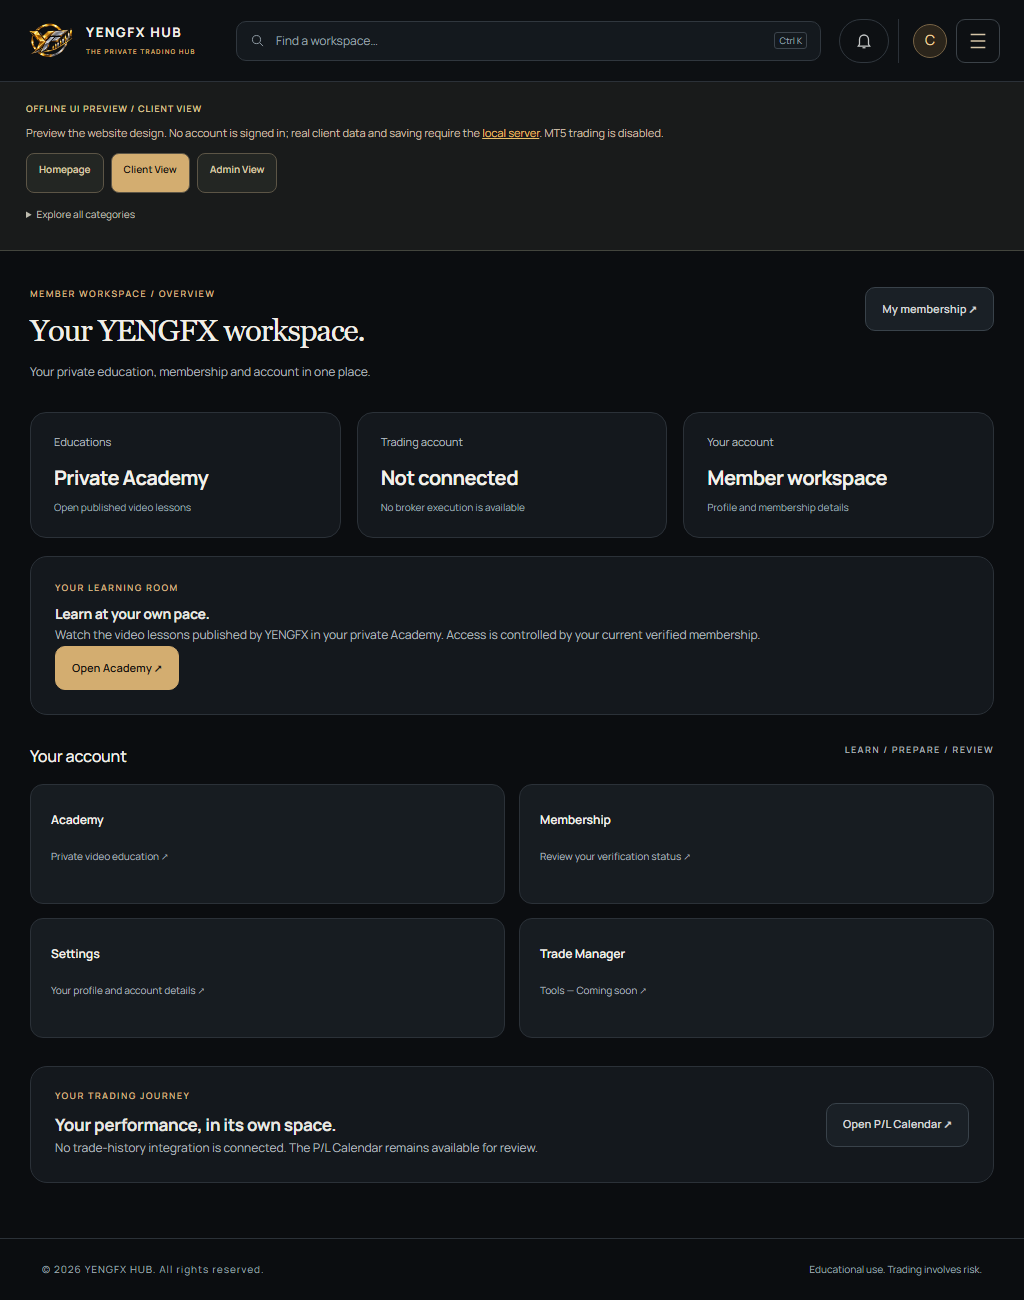 YENGFX HUB
THE PRIVATE TRADING HUB
Find a workspace...
Ctrl K
C
OFFLINE UI PREVIEW / CLIENT VIEW
Preview the website design. No account is signed in; real client data and saving require the local server. MT5 trading is disabled.
Homepage
Client View
Admin View
▶ Explore all categories
MEMBER WORKSPACE / OVERVIEW
Your YENGFX workspace.
Your private education, membership and account in one place.
My membership ↗
Educations
Private Academy
Open published video lessons
Trading account
Not connected
No broker execution is available
Your account
Member workspace
Profile and membership details
YOUR LEARNING ROOM
Learn at your own pace.
Watch the video lessons published by YENGFX in your private Academy. Access is controlled by your current verified membership.
Open Academy ↗
Your account
LEARN / PREPARE / REVIEW
Academy
Private video education ↗
Membership
Review your verification status ↗
Settings
Your profile and account details ↗
Trade Manager
Tools — Coming soon ↗
YOUR TRADING JOURNEY
Your performance, in its own space.
No trade-history integration is connected. The P/L Calendar remains available for review.
Open P/L Calendar ↗
© 2026 YENGFX HUB. All rights reserved.
Educational use. Trading involves risk.